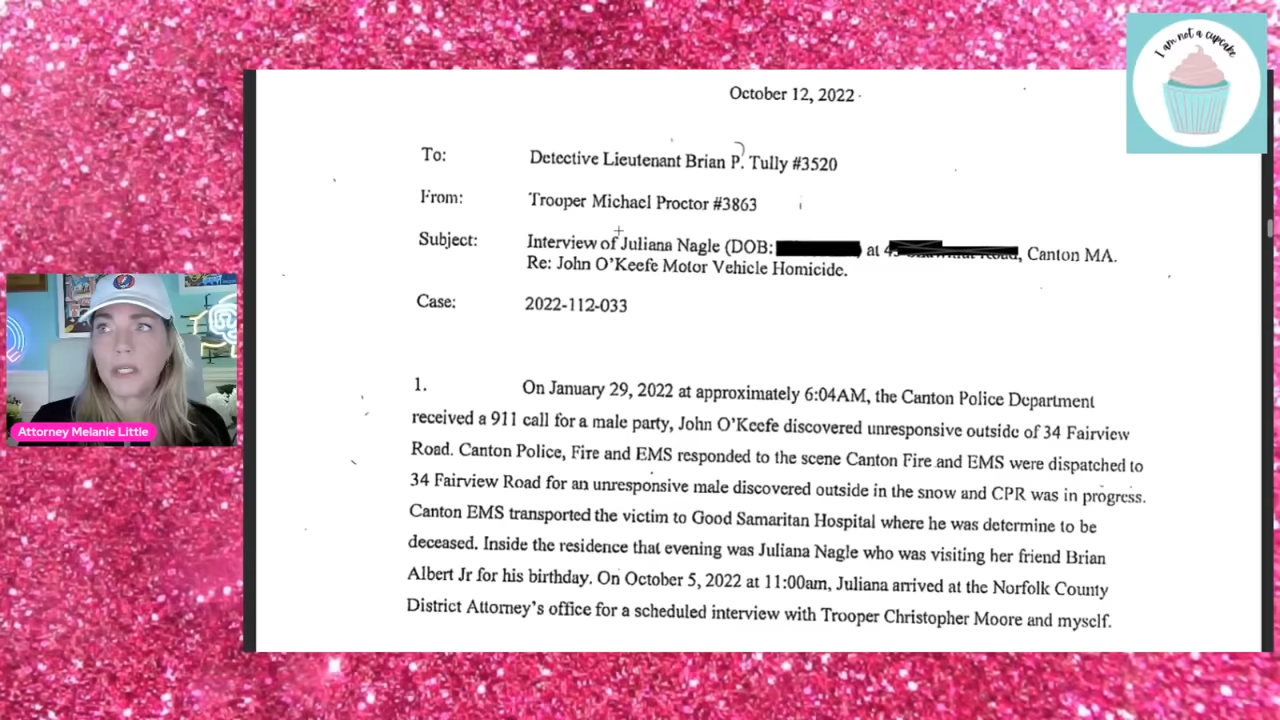 I am not a cupcake
October 12, 2022
To: Detective Lieutenant Brian P. Tully #3520
From: Trooper Michael Proctor #3863
Subject: Interview of Juliana Nagle (DOB: ) at , Canton MA.
Re: John O'Keefe Motor Vehicle Homicide.
Case: 2022-112-033
1. On January 29, 2022 at approximately 6:04AM, the Canton Police Department
received a 911 call for a male party, John O'Keefe discovered unresponsive outside of 34 Fairview
Road. Canton Police, Fire and EMS responded to the scene Canton Fire and EMS were dispatched to
34 Fairview Road for an unresponsive male discovered outside in the snow and CPR was in progress.
Canton EMS transported the victim to Good Samaritan Hospital where he was determine to be
deceased. Inside the residence that evening was Juliana Nagle who was visiting her friend Brian
Albert Jr for his birthday. On October 5, 2022 at 11:00am, Juliana arrived at the Norfolk County
District Attorney's office for a scheduled interview with Trooper Christopher Moore and myself.
Attorney Melanie Little